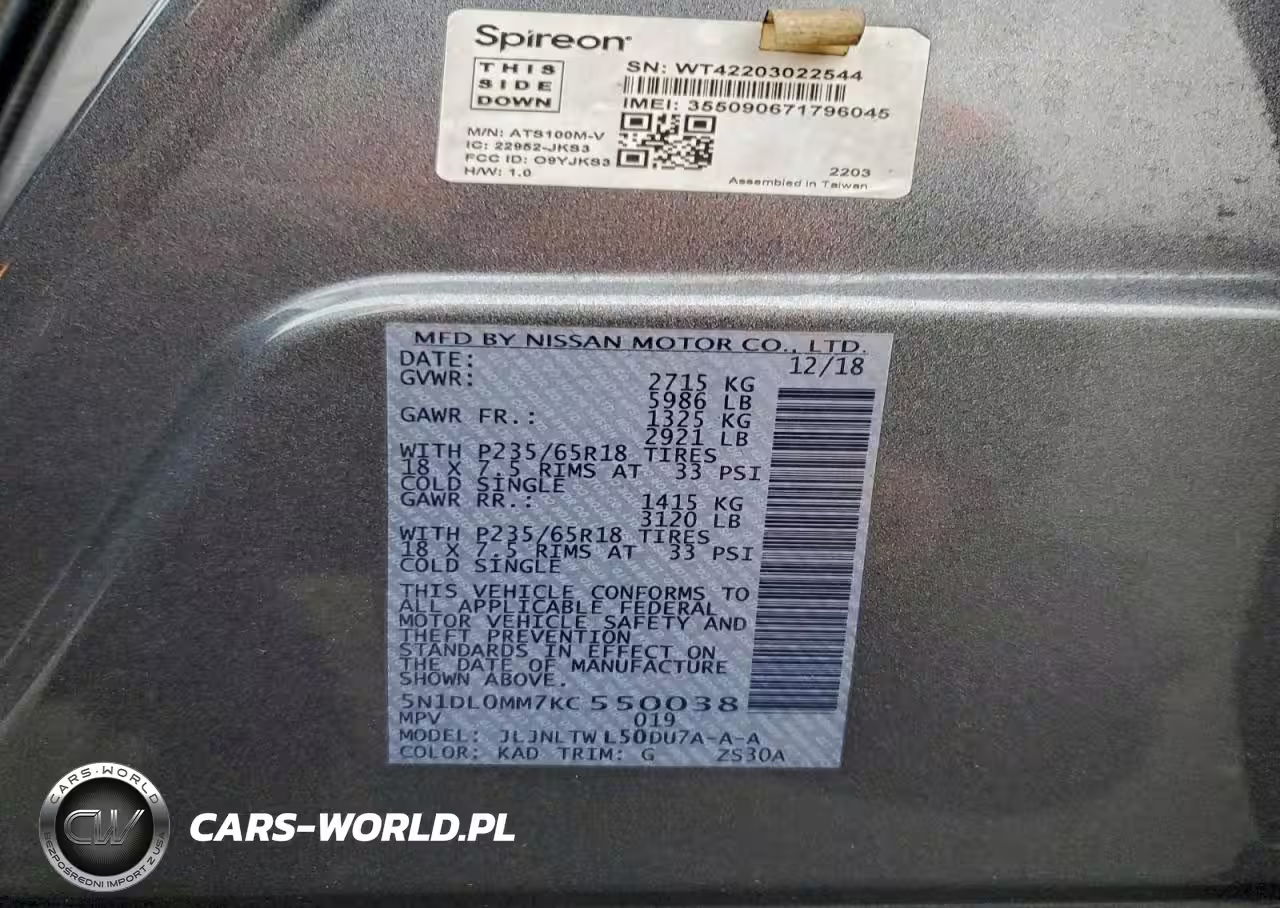 Spireon
THIS
SIDE
DOWN
SN: WT42203022544
IMEI: 355090671796045
M/N: ATS100M-V
IC: 22952-JKS3
FCC ID: O9YJKS3
H/W: 1.0
2203
Assembled in Taiwan
MFD BY NISSAN MOTOR CO., LTD.
DATE: 12/18
GVWR: 2715 KG
5986 LB
GAWR FR.: 1325 KG
2921 LB
WITH P235/65R18 TIRES
18 X 7.5 RIMS AT 33 PSI
COLD SINGLE
GAWR RR.: 1415 KG
3120 LB
WITH P235/65R18 TIRES
18 X 7.5 RIMS AT 33 PSI
COLD SINGLE
THIS VEHICLE CONFORMS TO
ALL APPLICABLE FEDERAL
MOTOR VEHICLE SAFETY AND
THEFT PREVENTION
STANDARDS IN EFFECT ON
THE DATE OF MANUFACTURE
SHOWN ABOVE.
5N1DL0MM7KC550038
MPV 019
MODEL: JLJNLTWL50DU7A-A-A
COLOR: KAD TRIM: G ZS30A
CARS-WORLD
CW
BEZPOŚREDNI IMPORT Z USA
CARS-WORLD.PL